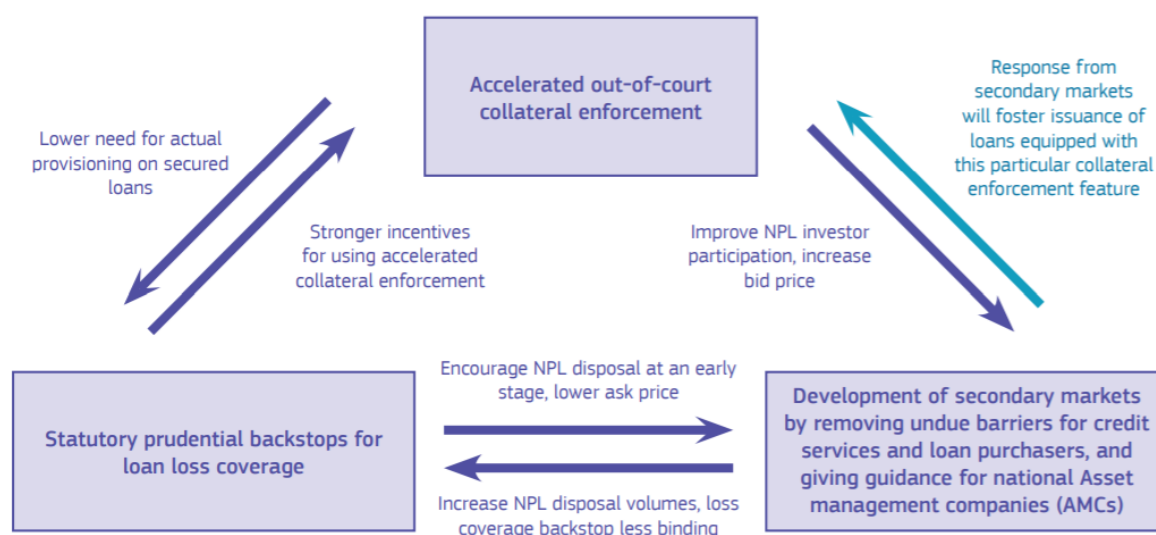 Accelerated out-of-court
collateral enforcement
Response from
secondary markets
will foster issuance of
loans equipped with
this particular collateral
enforcement feature
Lower need for actual
provisioning on secured
loans
Stronger incentives
for using accelerated
collateral enforcement
Improve NPL investor
participation, increase
bid price
Statutory prudential backstops for
loan loss coverage
Encourage NPL disposal at an early
stage, lower ask price
Increase NPL disposal volumes, loss
coverage backstop less binding
Development of secondary markets
by removing undue barriers for credit
services and loan purchasers, and
giving guidance for national Asset
management companies (AMCs)